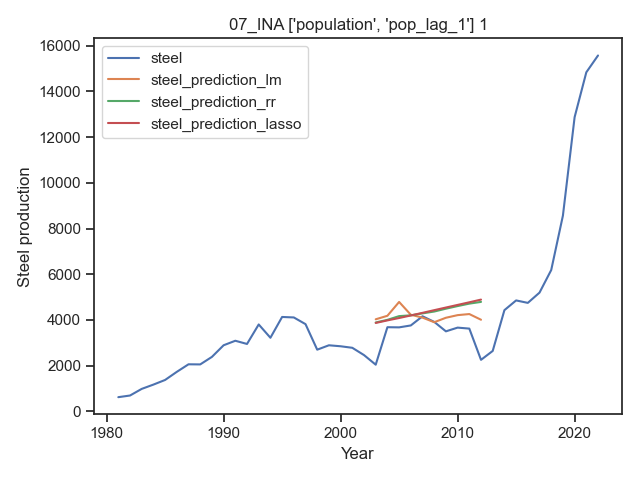 07_INA ['population', 'pop_lag_1'] 1
steel
steel_prediction_lm
steel_prediction_rr
steel_prediction_lasso
Steel production
16000
14000
12000
10000
8000
6000
4000
2000
0
1980 1990 2000 2010 2020
Year